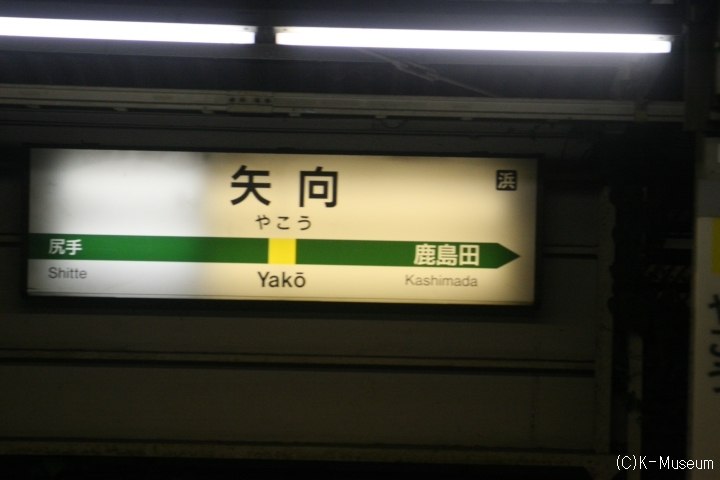 矢向
浜
やこう
尻手
鹿島田
Shitte
Yakō
Kashimada
(C)K-Museum